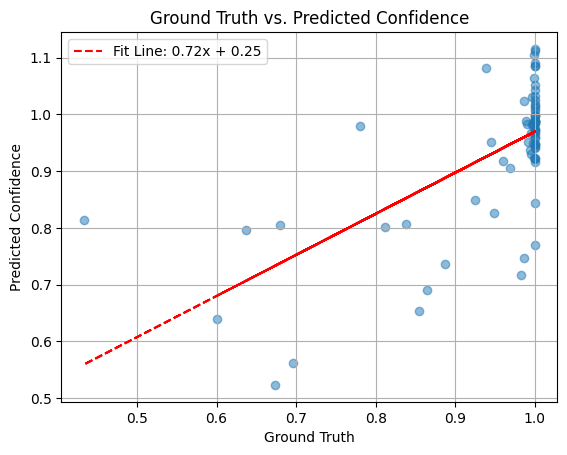 Ground Truth vs. Predicted Confidence
Fit Line: 0.72x + 0.25
Predicted Confidence
1.1
1.0
0.9
0.8
0.7
0.6
0.5
0.5 0.6 0.7 0.8 0.9 1.0
Ground Truth